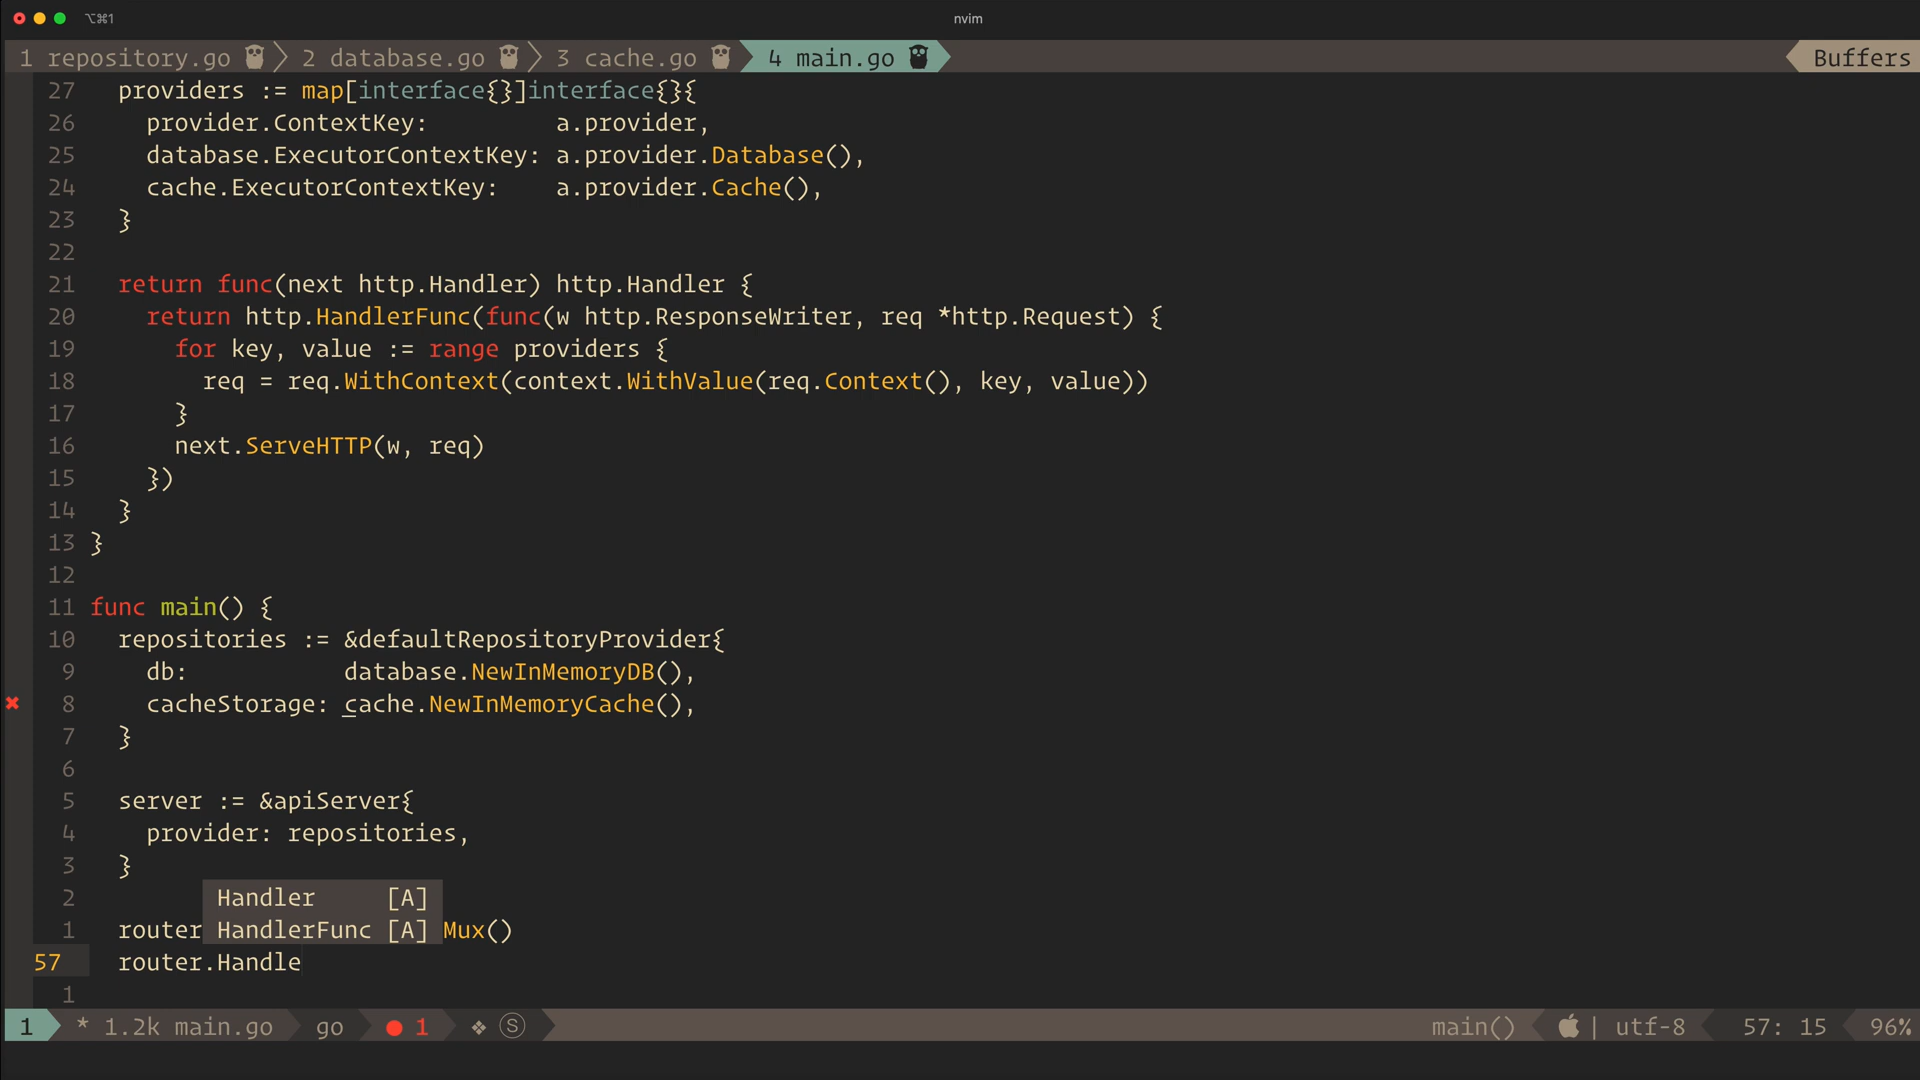 ⌥⌘1 nvim
1 repository.go 2 database.go 3 cache.go 4 main.go Buffers
27 providers := map[interface{}]interface{}{
26 provider.ContextKey: a.provider,
25 database.ExecutorContextKey: a.provider.Database(),
24 cache.ExecutorContextKey: a.provider.Cache(),
23 }
22
21 return func(next http.Handler) http.Handler {
20 return http.HandlerFunc(func(w http.ResponseWriter, req *http.Request) {
19 for key, value := range providers {
18 req = req.WithContext(context.WithValue(req.Context(), key, value))
17 }
16 next.ServeHTTP(w, req)
15 })
14 }
13 }
12
11 func main() {
10 repositories := &defaultRepositoryProvider{
9 db: database.NewInMemoryDB(),
8 cacheStorage: cache.NewInMemoryCache(),
7 }
6
5 server := &apiServer{
4 provider: repositories,
3 }
2 Handler [A]
1 router HandlerFunc [A] Mux()
57 router.Handle
1
1 * 1.2k main.go go 1 ❖ Ⓢ main() | utf-8 57: 15 96%